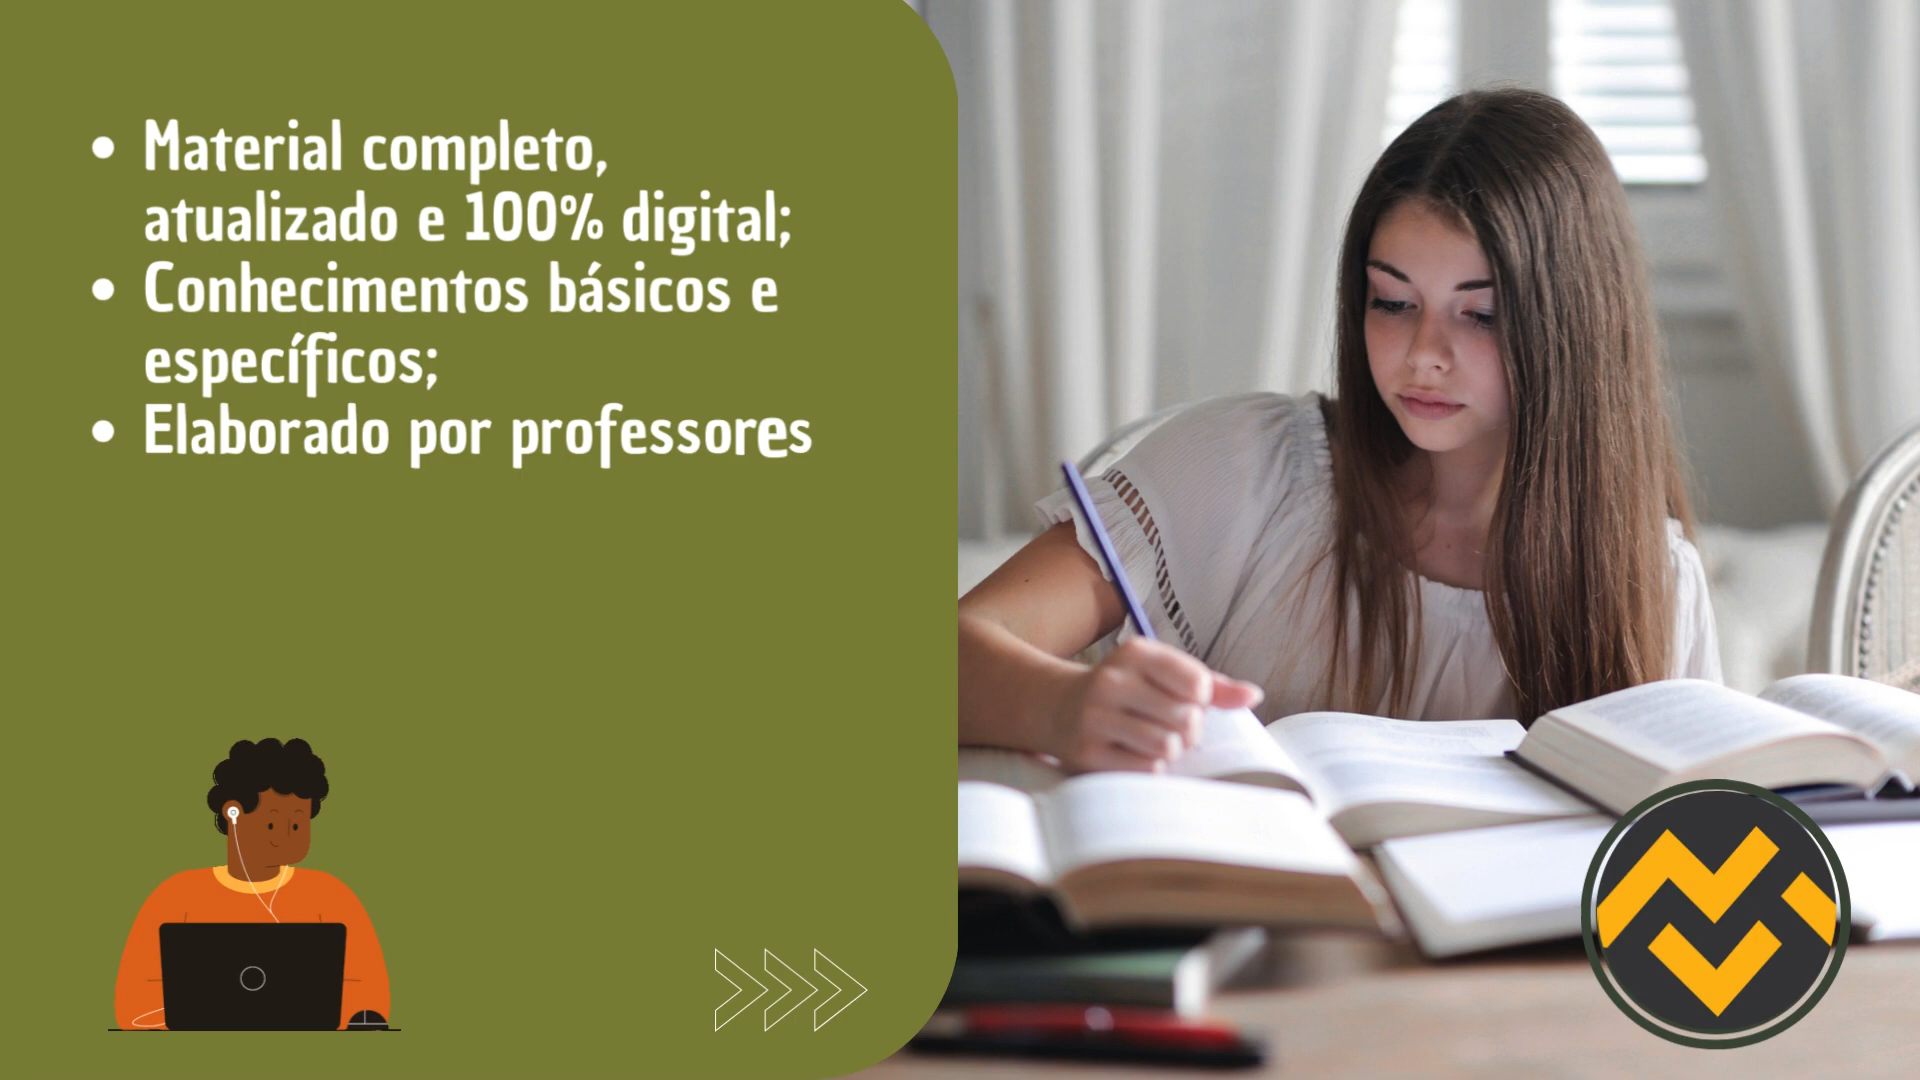 • Material completo,
atualizado e 100% digital;
• Conhecimentos básicos e
específicos;
• Elaborado por professores